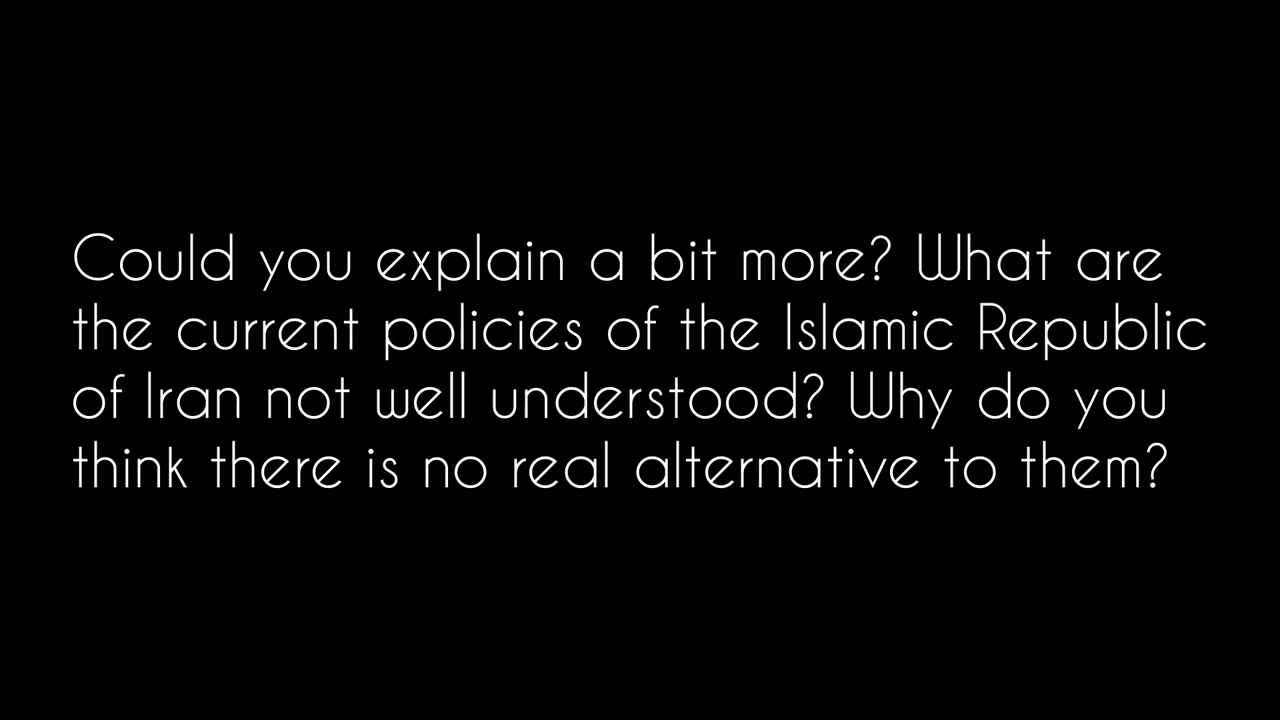 Could you explain a bit more? What are
the current policies of the Islamic Republic
of Iran not well understood? Why do you
think there is no real alternative to them?